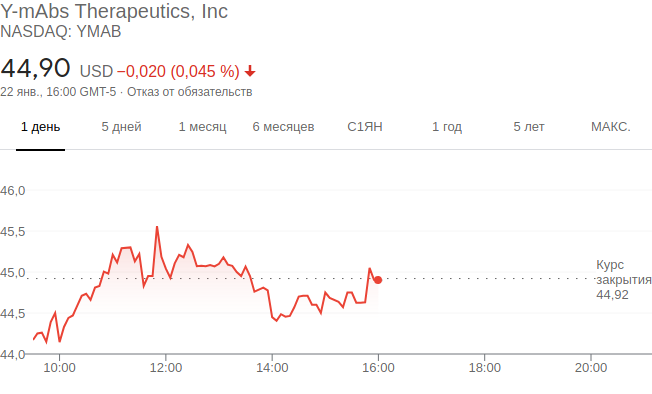 Y-mAbs Therapeutics, Inc
NASDAQ: YMAB
44,90 USD −0,020 (0,045 %)
22 янв., 16:00 GMT-5 · Отказ от обязательств
1 день 5 дней 1 месяц 6 месяцев С1ЯН 1 год 5 лет МАКС.
46,0
45,5
45,0
44,5
44,0
Курс
закрытия
44,92
10:00 12:00 14:00 16:00 18:00 20:00